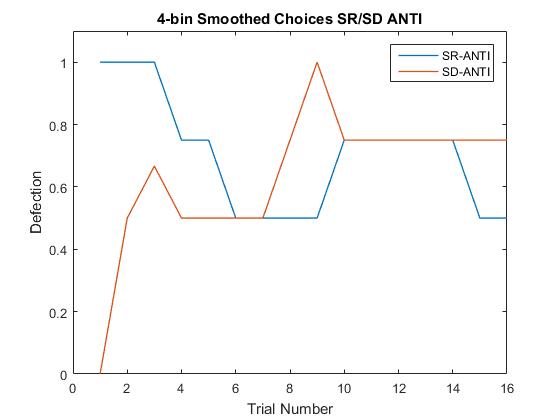 4-bin Smoothed Choices SR/SD ANTI
SR-ANTI
SD-ANTI
Defection
1
0.8
0.6
0.4
0.2
0
0 2 4 6 8 10 12 14 16
Trial Number